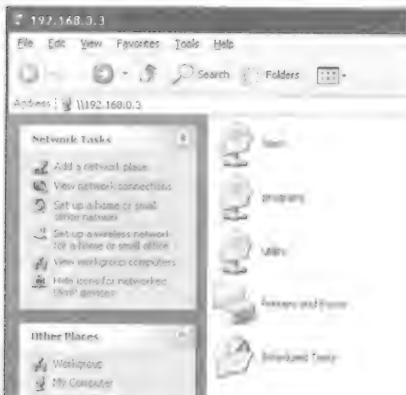 192.168.0.3
File Edit View Favorites Tools Help
Search Folders
Address \\192.168.0.3
Network Tasks
Add a network place
View network connections
Set up a home or small
office network
Set up a wireless network
for a home or small office
View workgroup computers
Hide icons for networked
UPnP devices
Other Places
Workgroup
My Computer
programs
Printers and Faxes
Scheduled Tasks